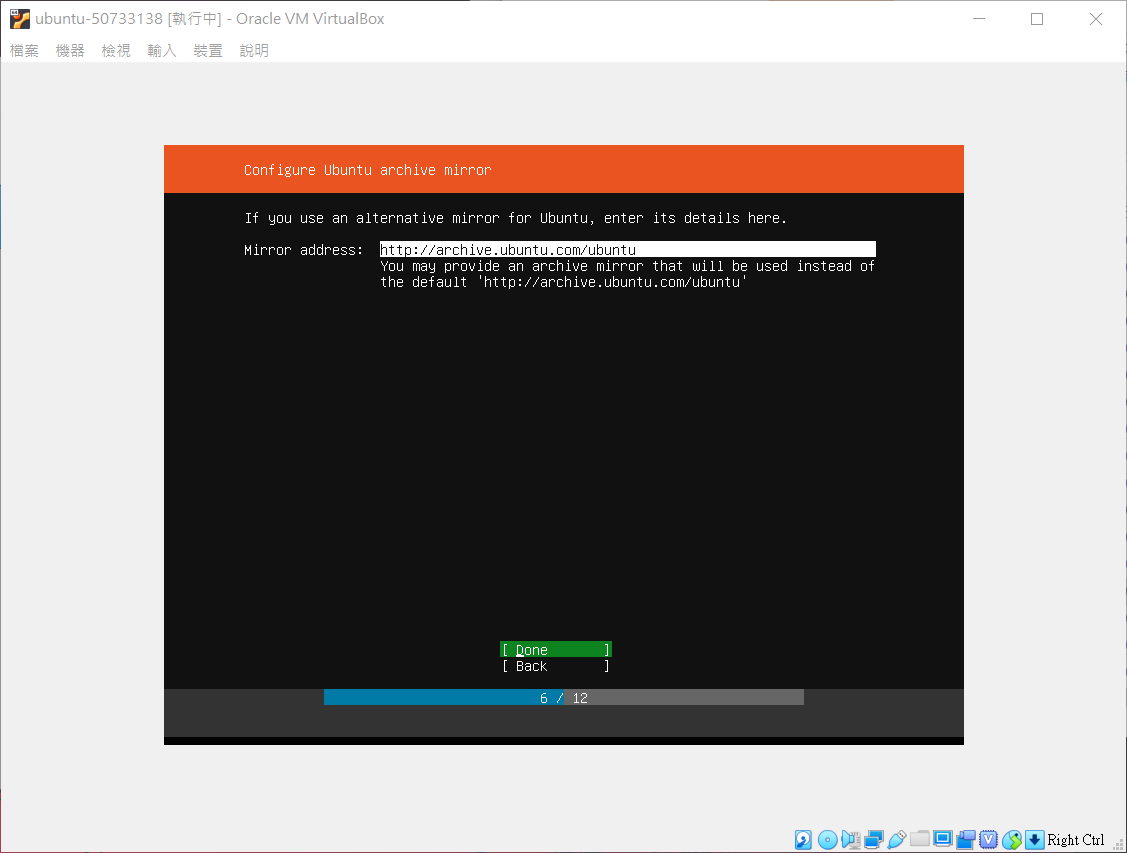 ubuntu-50733138 [執行中] - Oracle VM VirtualBox
檔案 機器 檢視 輸入 裝置 說明
Configure Ubuntu archive mirror
If you use an alternative mirror for Ubuntu, enter its details here.
Mirror address: http://archive.ubuntu.com/ubuntu
You may provide an archive mirror that will be used instead of
the default 'http://archive.ubuntu.com/ubuntu'
[ Done ]
[ Back ]
6 / 12
Right Ctrl